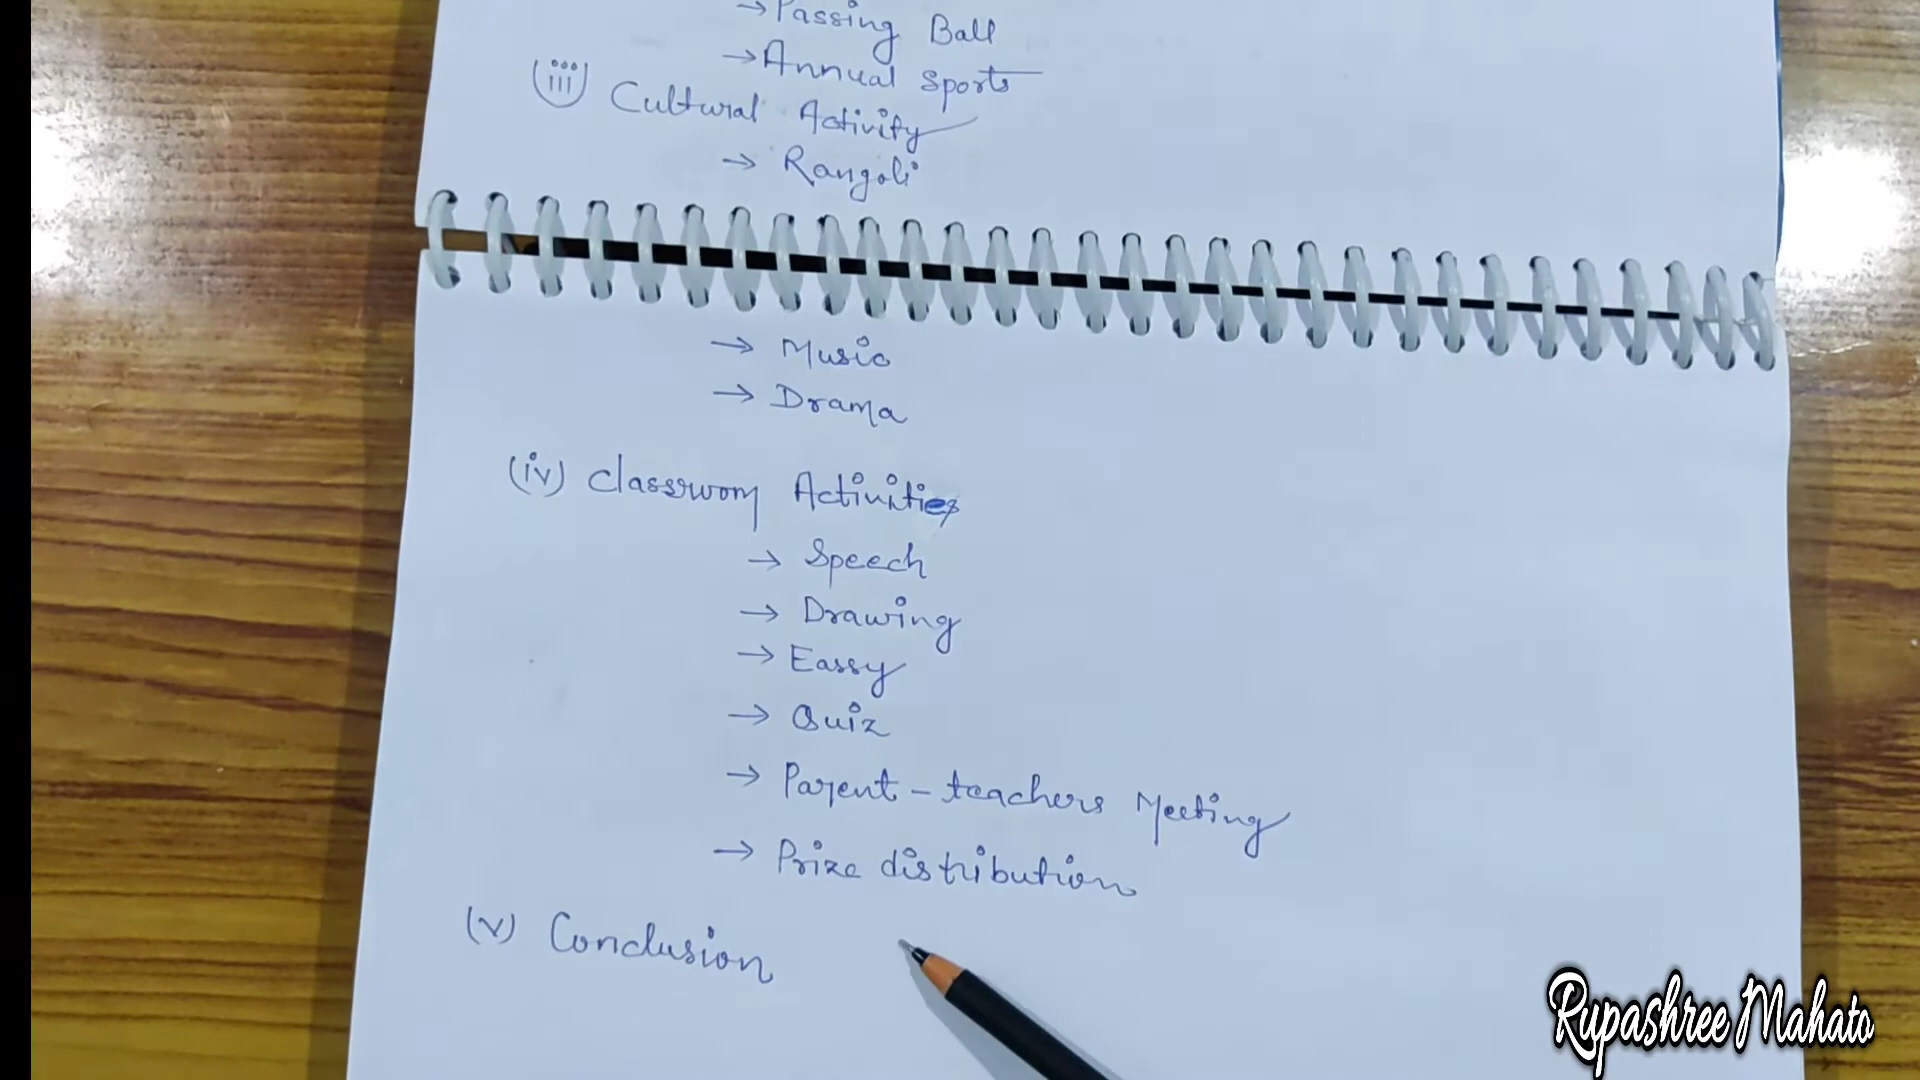 → Passing Ball
→ Annual Sports
(iii) Cultural Activity
→ Rangoli
→ Music
→ Drama
(iv) Classroom Activities
→ Speech
→ Drawing
→ Eassy
→ Quiz
→ Parent - teachers Meeting
→ Prize distribution
(v) Conclusion
Rupashree Mahato